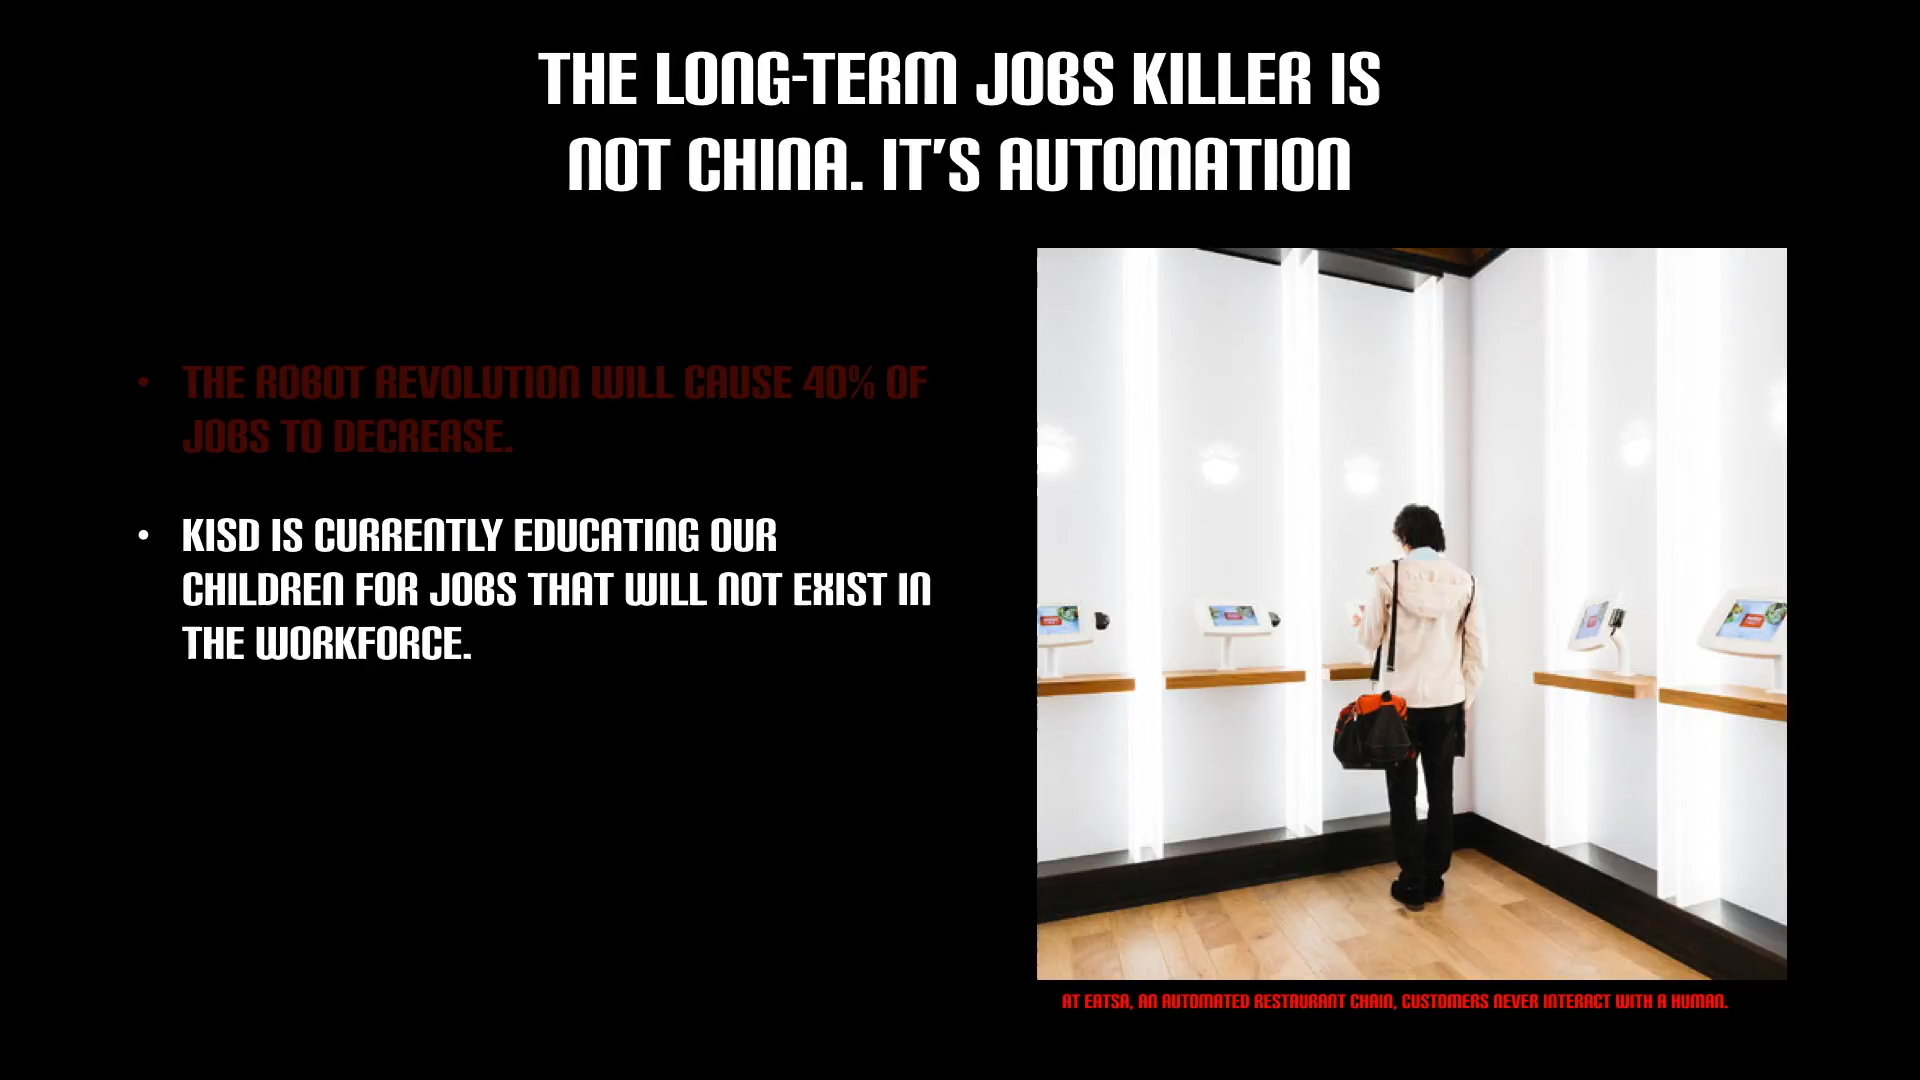 THE LONG-TERM JOBS KILLER IS
NOT CHINA. IT'S AUTOMATION
• THE ROBOT REVOLUTION WILL CAUSE 40% OF
JOBS TO DECREASE.
• KISD IS CURRENTLY EDUCATING OUR
CHILDREN FOR JOBS THAT WILL NOT EXIST IN
THE WORKFORCE.
AT EATSA, AN AUTOMATED RESTAURANT CHAIN, CUSTOMERS NEVER INTERACT WITH A HUMAN.